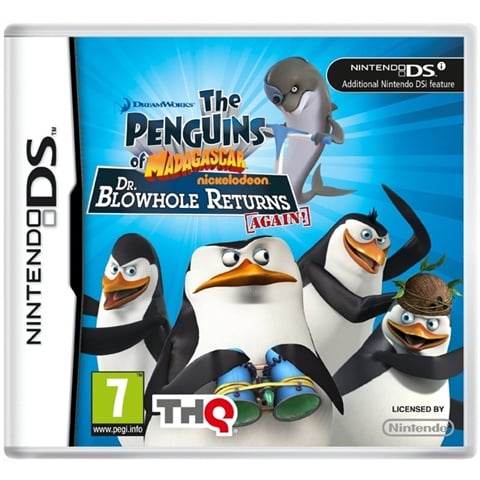 NINTENDO DS™
NINTENDO DS i
Additional Nintendo DSi feature
DREAMWORKS
The
PENGUINS
of MADAGASCAR
nickelodeon
DR.
BLOWHOLE RETURNS
AGAIN!
7
www.pegi.info
THQ
LICENSED BY
Nintendo